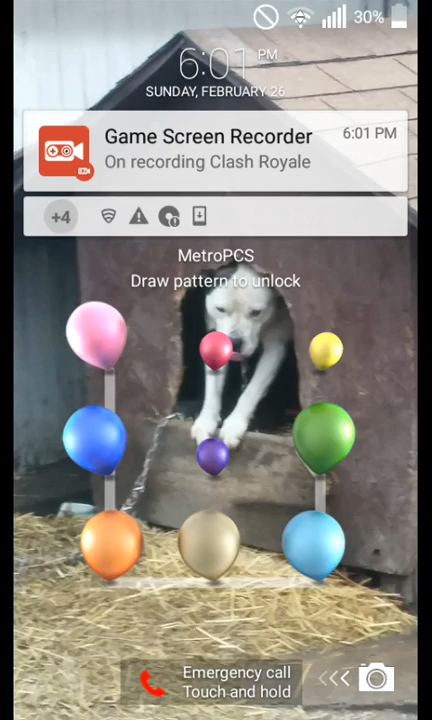 30%
6:01 PM
SUNDAY, FEBRUARY 26
Game Screen Recorder 6:01 PM
On recording Clash Royale
+4
MetroPCS
Draw pattern to unlock
Emergency call
Touch and hold